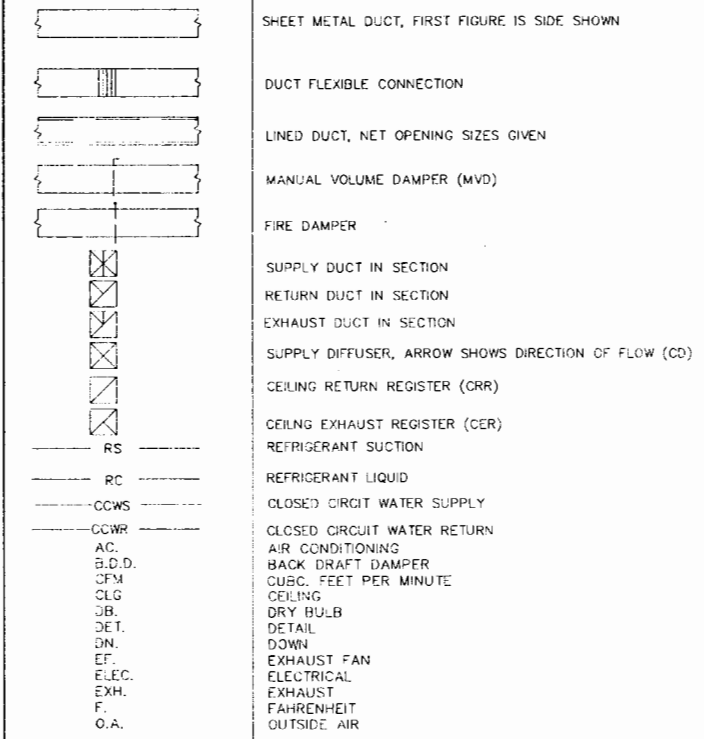 SHEET METAL DUCT, FIRST FIGURE IS SIDE SHOWN
DUCT FLEXIBLE CONNECTION
LINED DUCT, NET OPENING SIZES GIVEN
MANUAL VOLUME DAMPER (MVD)
FIRE DAMPER
SUPPLY DUCT IN SECTION
RETURN DUCT IN SECTION
EXHAUST DUCT IN SECTION
SUPPLY DIFFUSER, ARROW SHOWS DIRECTION OF FLOW (CD)
CEILING RETURN REGISTER (CRR)
CEILNG EXHAUST REGISTER (CER)
RS REFRIGERANT SUCTION
RC REFRIGERANT LIQUID
CCWS CLOSED CIRCIT WATER SUPPLY
CCWR CLOSED CIRCUIT WATER RETURN
AC. AIR CONDITIONING
B.D.D. BACK DRAFT DAMPER
CFM CUBC. FEET PER MINUTE
CLG CEILING
DB. DRY BULB
DET. DETAIL
DN. DOWN
EF. EXHAUST FAN
ELEC. ELECTRICAL
EXH. EXHAUST
F. FAHRENHEIT
O.A. OUTSIDE AIR